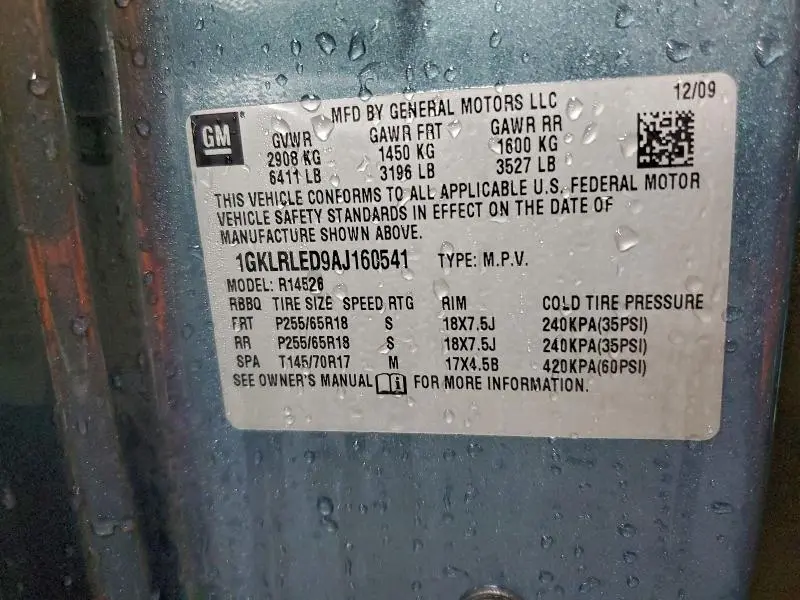 12/09
MFD BY GENERAL MOTORS LLC
GM
GVWR GAWR FRT GAWR RR
2908 KG 1450 KG 1600 KG
6411 LB 3196 LB 3527 LB
THIS VEHICLE CONFORMS TO ALL APPLICABLE U.S. FEDERAL MOTOR
VEHICLE SAFETY STANDARDS IN EFFECT ON THE DATE OF
MANUFACTURE SHOWN ABOVE.
1GKLRLED9AJ160541 TYPE: M.P.V.
MODEL: R14526
RBBQ TIRE SIZE SPEED RTG RIM COLD TIRE PRESSURE
FRT P255/65R18 S 18X7.5J 240KPA(35PSI)
RR P255/65R18 S 18X7.5J 240KPA(35PSI)
SPA T145/70R17 M 17X4.5B 420KPA(60PSI)
SEE OWNER'S MANUAL FOR MORE INFORMATION.